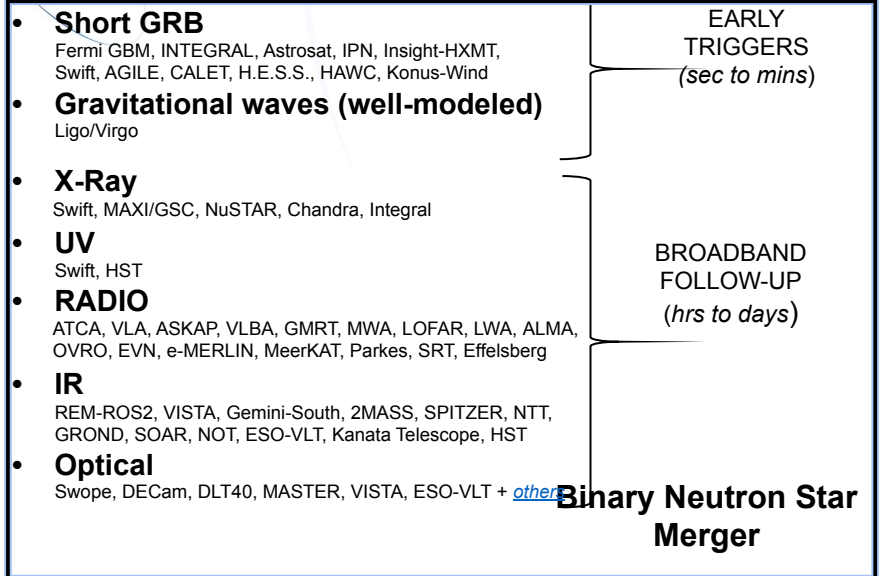 • Short GRB
Fermi GBM, INTEGRAL, Astrosat, IPN, Insight-HXMT,
Swift, AGILE, CALET, H.E.S.S., HAWC, Konus-Wind
• Gravitational waves (well-modeled)
Ligo/Virgo
EARLY
TRIGGERS
(sec to mins)
• X-Ray
Swift, MAXI/GSC, NuSTAR, Chandra, Integral
• UV
Swift, HST
• RADIO
ATCA, VLA, ASKAP, VLBA, GMRT, MWA, LOFAR, LWA, ALMA,
OVRO, EVN, e-MERLIN, MeerKAT, Parkes, SRT, Effelsberg
• IR
REM-ROS2, VISTA, Gemini-South, 2MASS, SPITZER, NTT,
GROND, SOAR, NOT, ESO-VLT, Kanata Telescope, HST
• Optical
Swope, DECam, DLT40, MASTER, VISTA, ESO-VLT + others
BROADBAND
FOLLOW-UP
(hrs to days)
Binary Neutron Star
Merger